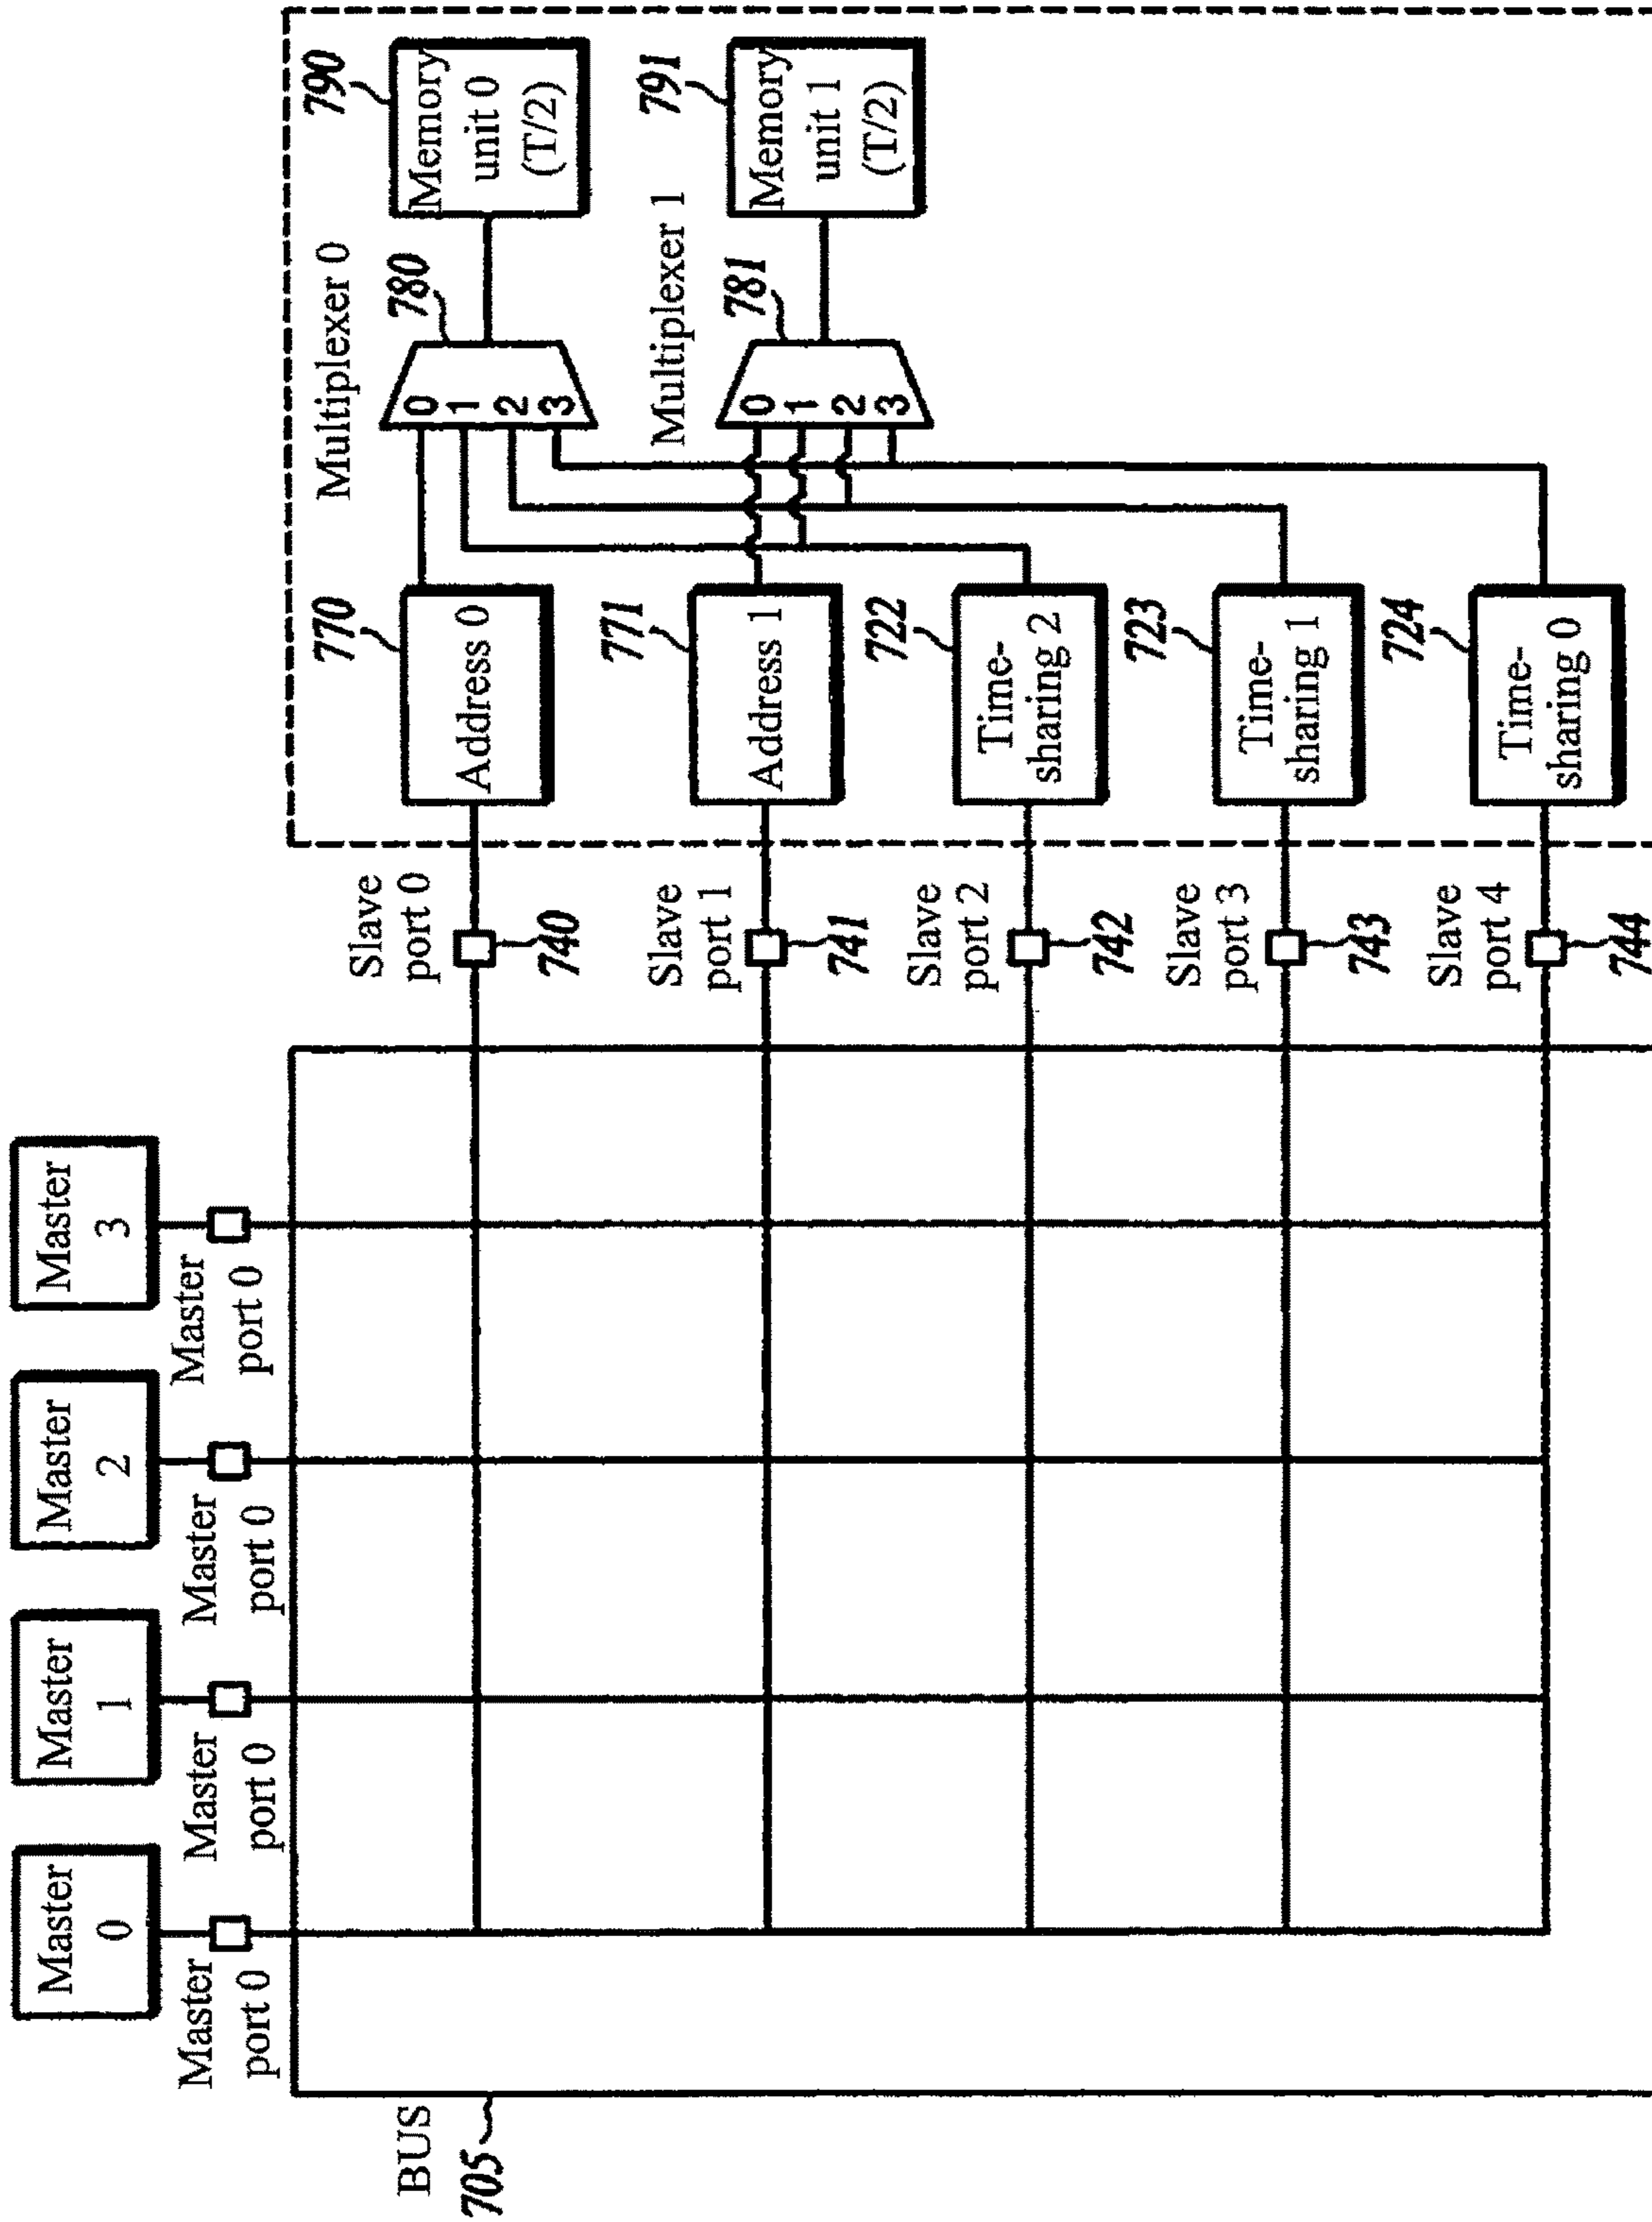 Master
0
Master
1
Master
2
Master
3
Master
port 0
Master
port 0
Master
port 0
Master
port 0
BUS
705
Slave
port 0
740
Slave
port 1
741
Slave
port 2
742
Slave
port 3
743
Slave
port 4
744
770
Address 0
771
Address 1
722
Time-
sharing 2
723
Time-
sharing 1
724
Time-
sharing 0
Multiplexer 0
780
0
1
2
3
Multiplexer 1
781
0
1
2
3
790
Memory
unit 0
(T/2)
791
Memory
unit 1
(T/2)